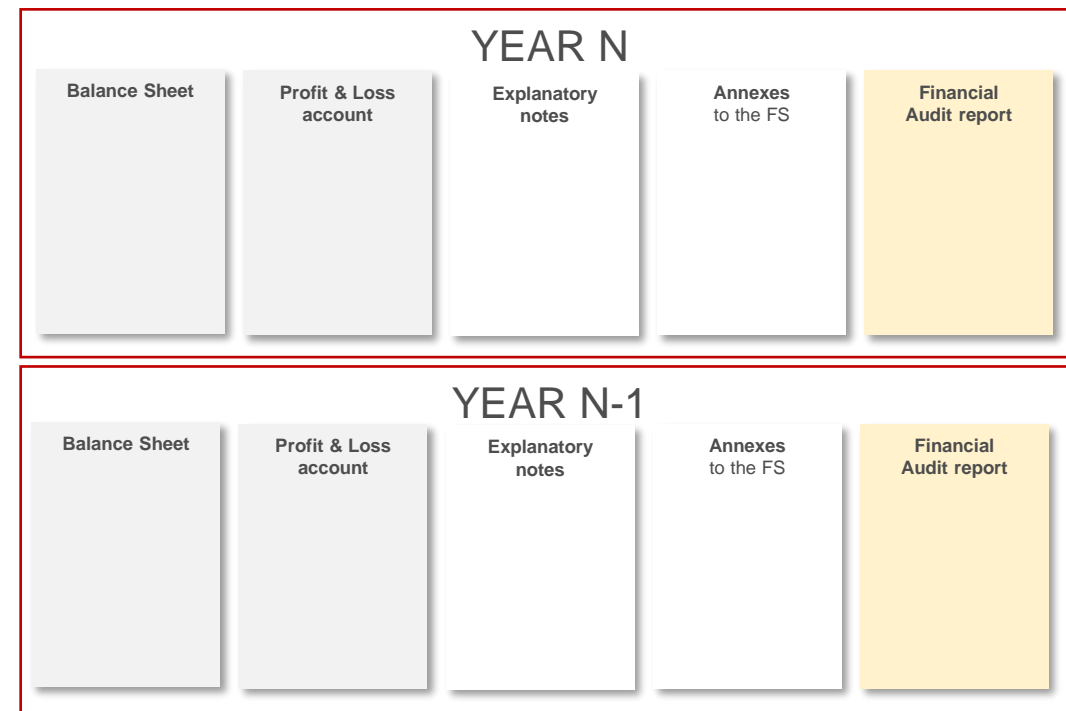 YEAR N
Balance Sheet
Profit & Loss
account
Explanatory
notes
Annexes
to the FS
Financial
Audit report
YEAR N-1
Balance Sheet
Profit & Loss
account
Explanatory
notes
Annexes
to the FS
Financial
Audit report